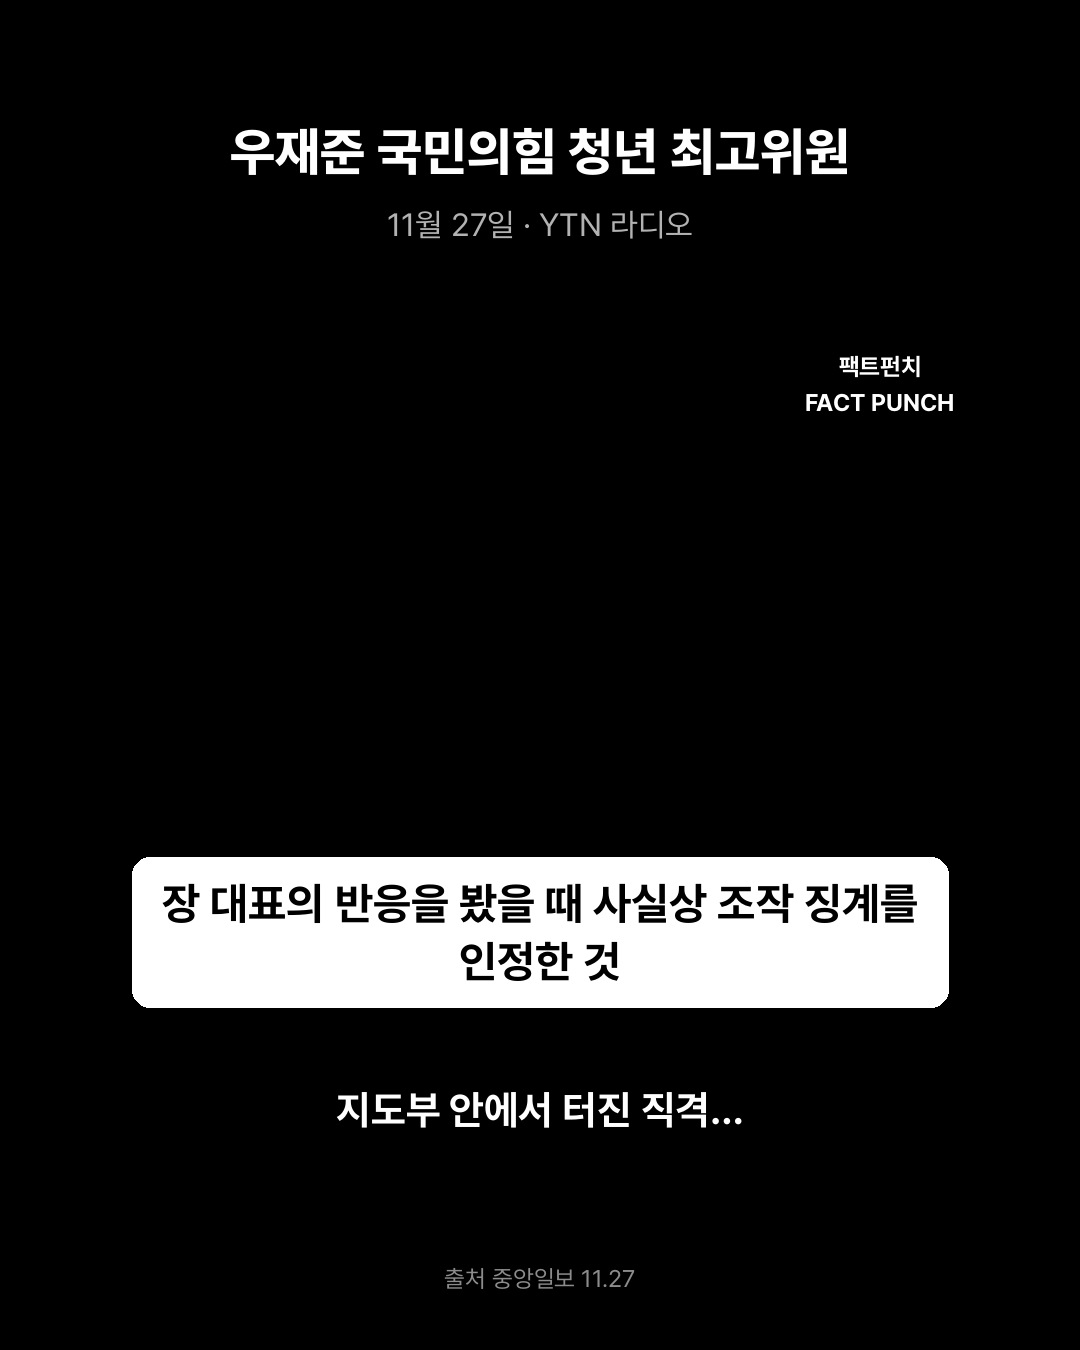 우재준 국민의힘 청년 최고위원
11월 27일 · YTN 라디오
팩트펀치
FACT PUNCH
장 대표의 반응을 봤을 때 사실상 조작 징계를
인정한 것
지도부 안에서 터진 직격...
출처 중앙일보 11.27